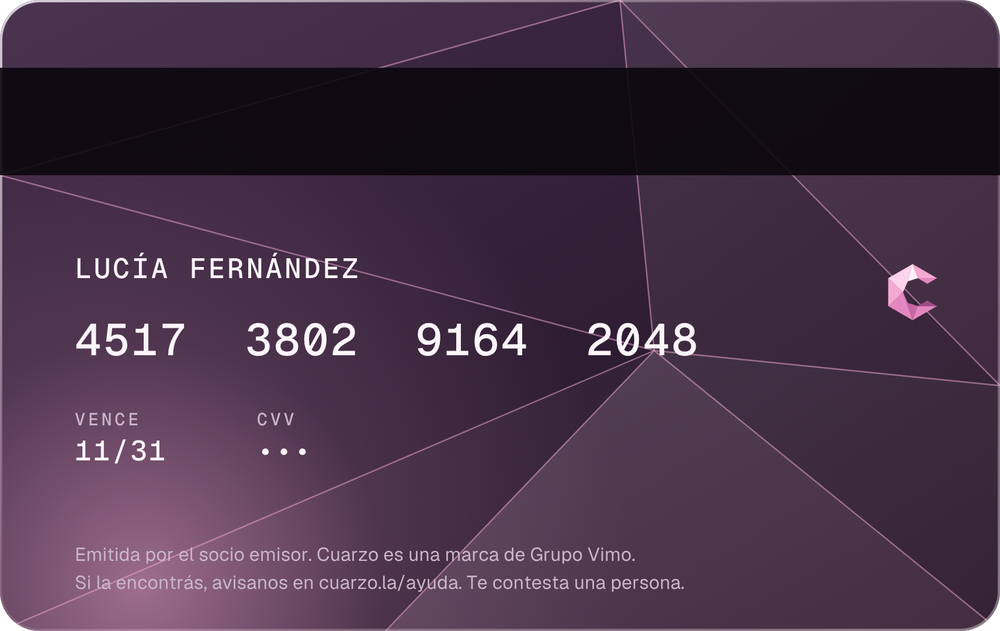 LUCÍA FERNÁNDEZ
4517 3802 9164 2048
VENCE CVV
11/31 •••
Emitida por el socio emisor. Cuarzo es una marca de Grupo Vimo.
Si la encontrás, avisanos en cuarzo.la/ayuda. Te contesta una persona.